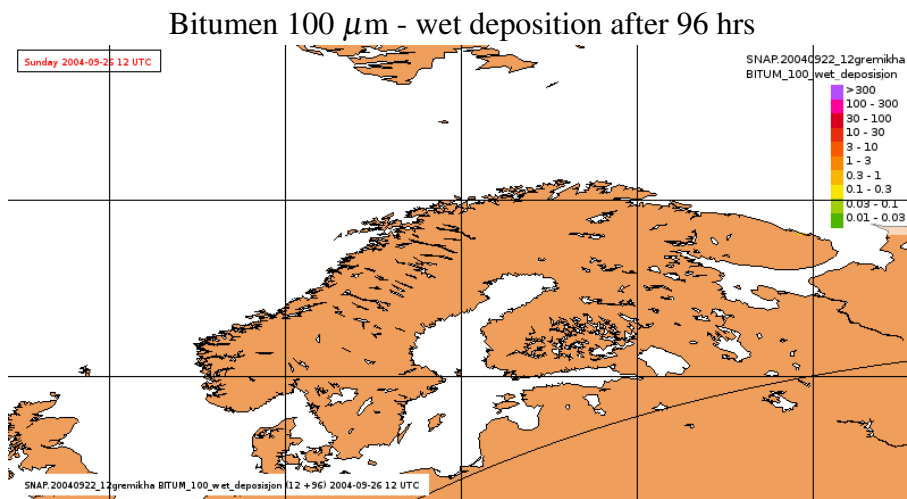 Bitumen 100 μm - wet deposition after 96 hrs
Sunday 2004-09-26 12 UTC
SNAP.20040922_12gremikha
BITUM_100_wet_deposisjon
>300
100 - 300
30 - 100
10 - 30
3 - 10
1 - 3
0.3 - 1
0.1 - 0.3
0.03 - 0.1
0.01 - 0.03
SNAP.20040922_12gremikha BITUM_100_wet_deposisjon (12 +96) 2004-09-26 12 UTC